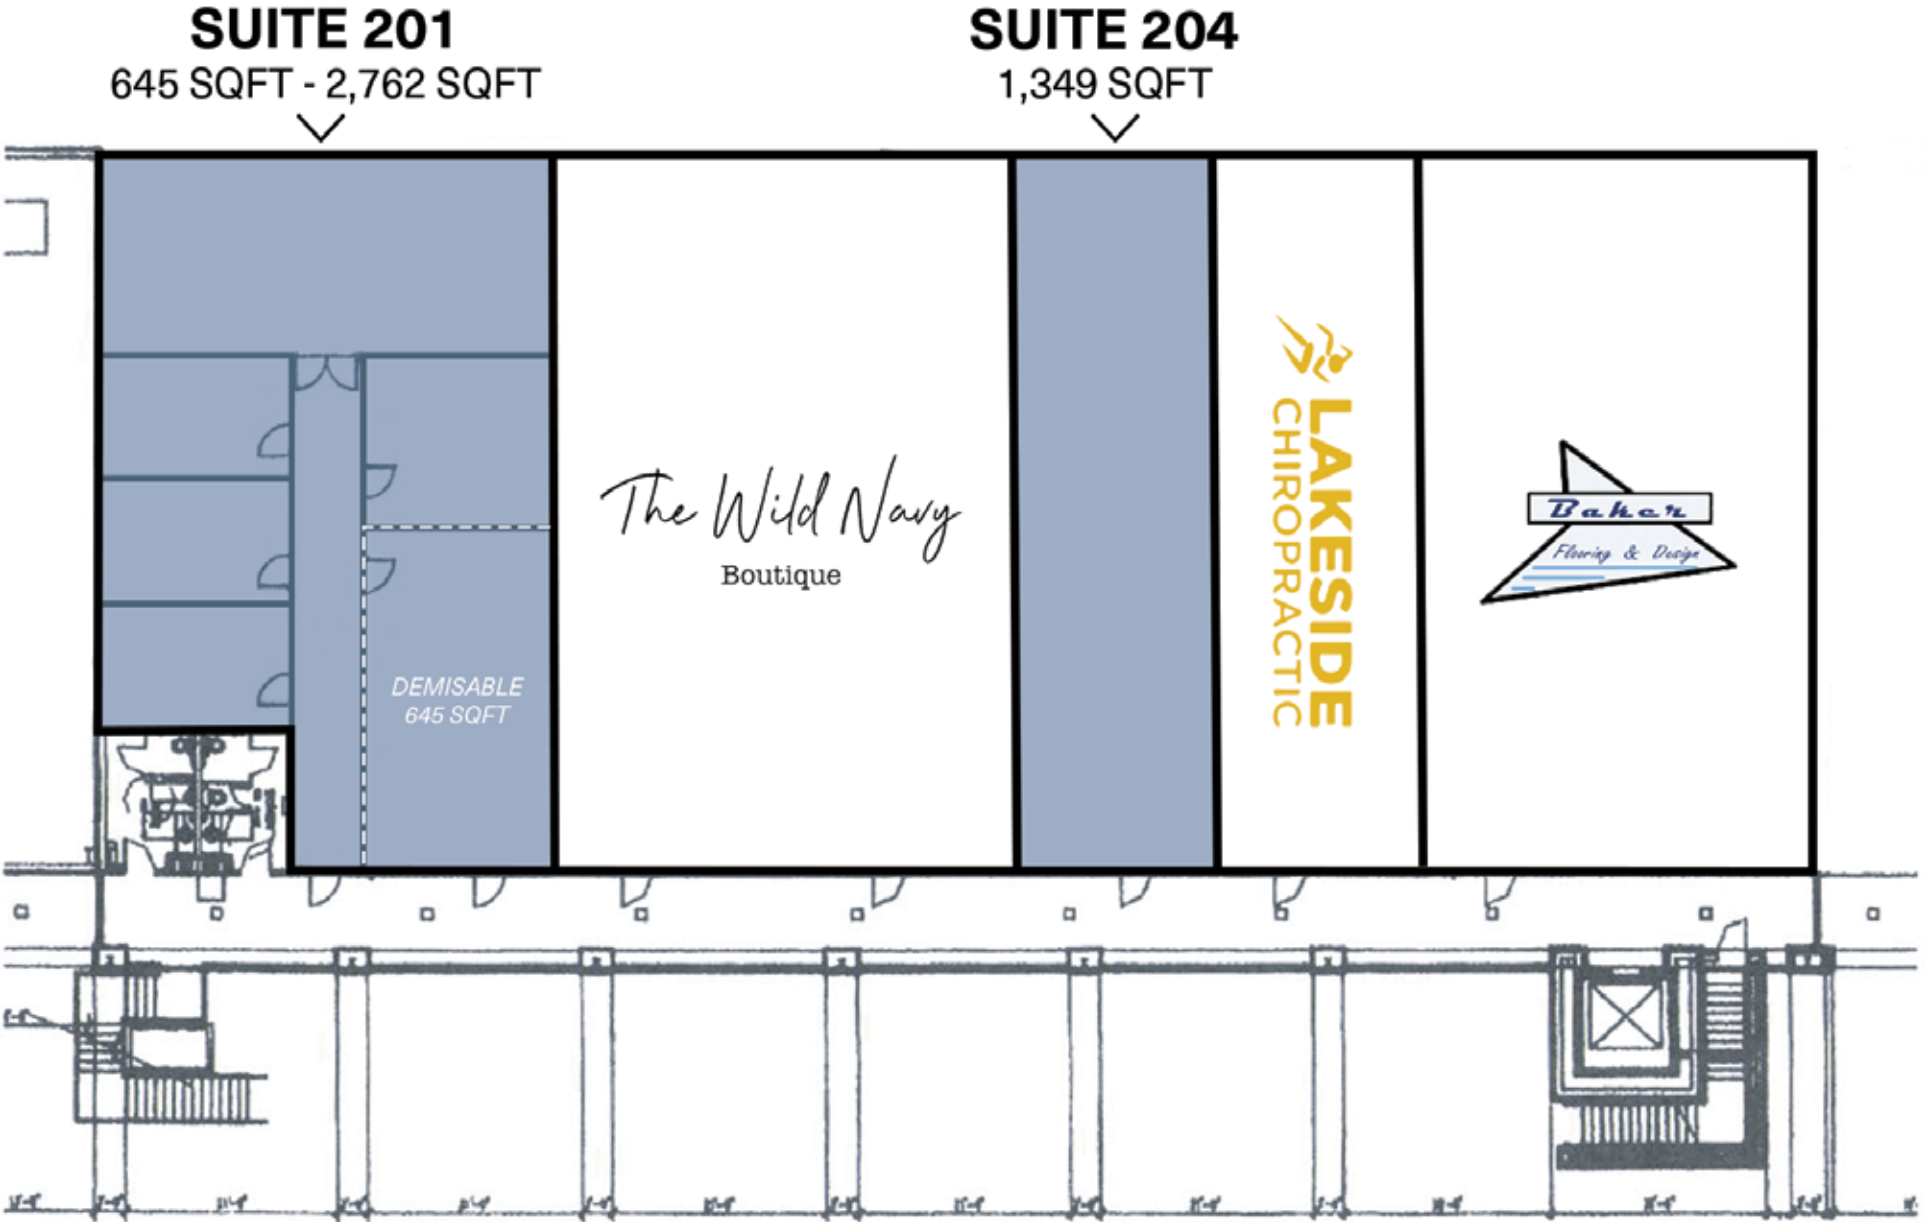 SUITE 201
645 SQFT - 2,762 SQFT
SUITE 204
1,349 SQFT
DEMISABLE
645 SQFT
The Wild Navy
Boutique
LAKESIDE
CHIROPRACTIC
Baker
Flooring & Design